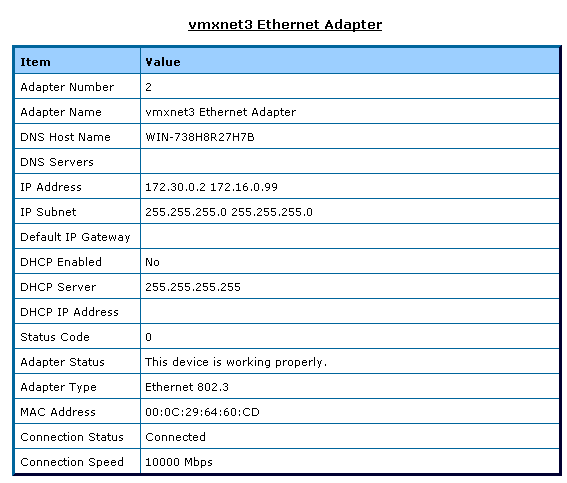 vmxnet3 Ethernet Adapter
Item Value
Adapter Number 2
Adapter Name vmxnet3 Ethernet Adapter
DNS Host Name WIN-738H8R27H7B
DNS Servers
IP Address 172.30.0.2 172.16.0.99
IP Subnet 255.255.255.0 255.255.255.0
Default IP Gateway
DHCP Enabled No
DHCP Server 255.255.255.255
DHCP IP Address
Status Code 0
Adapter Status This device is working properly.
Adapter Type Ethernet 802.3
MAC Address 00:0C:29:64:60:CD
Connection Status Connected
Connection Speed 10000 Mbps